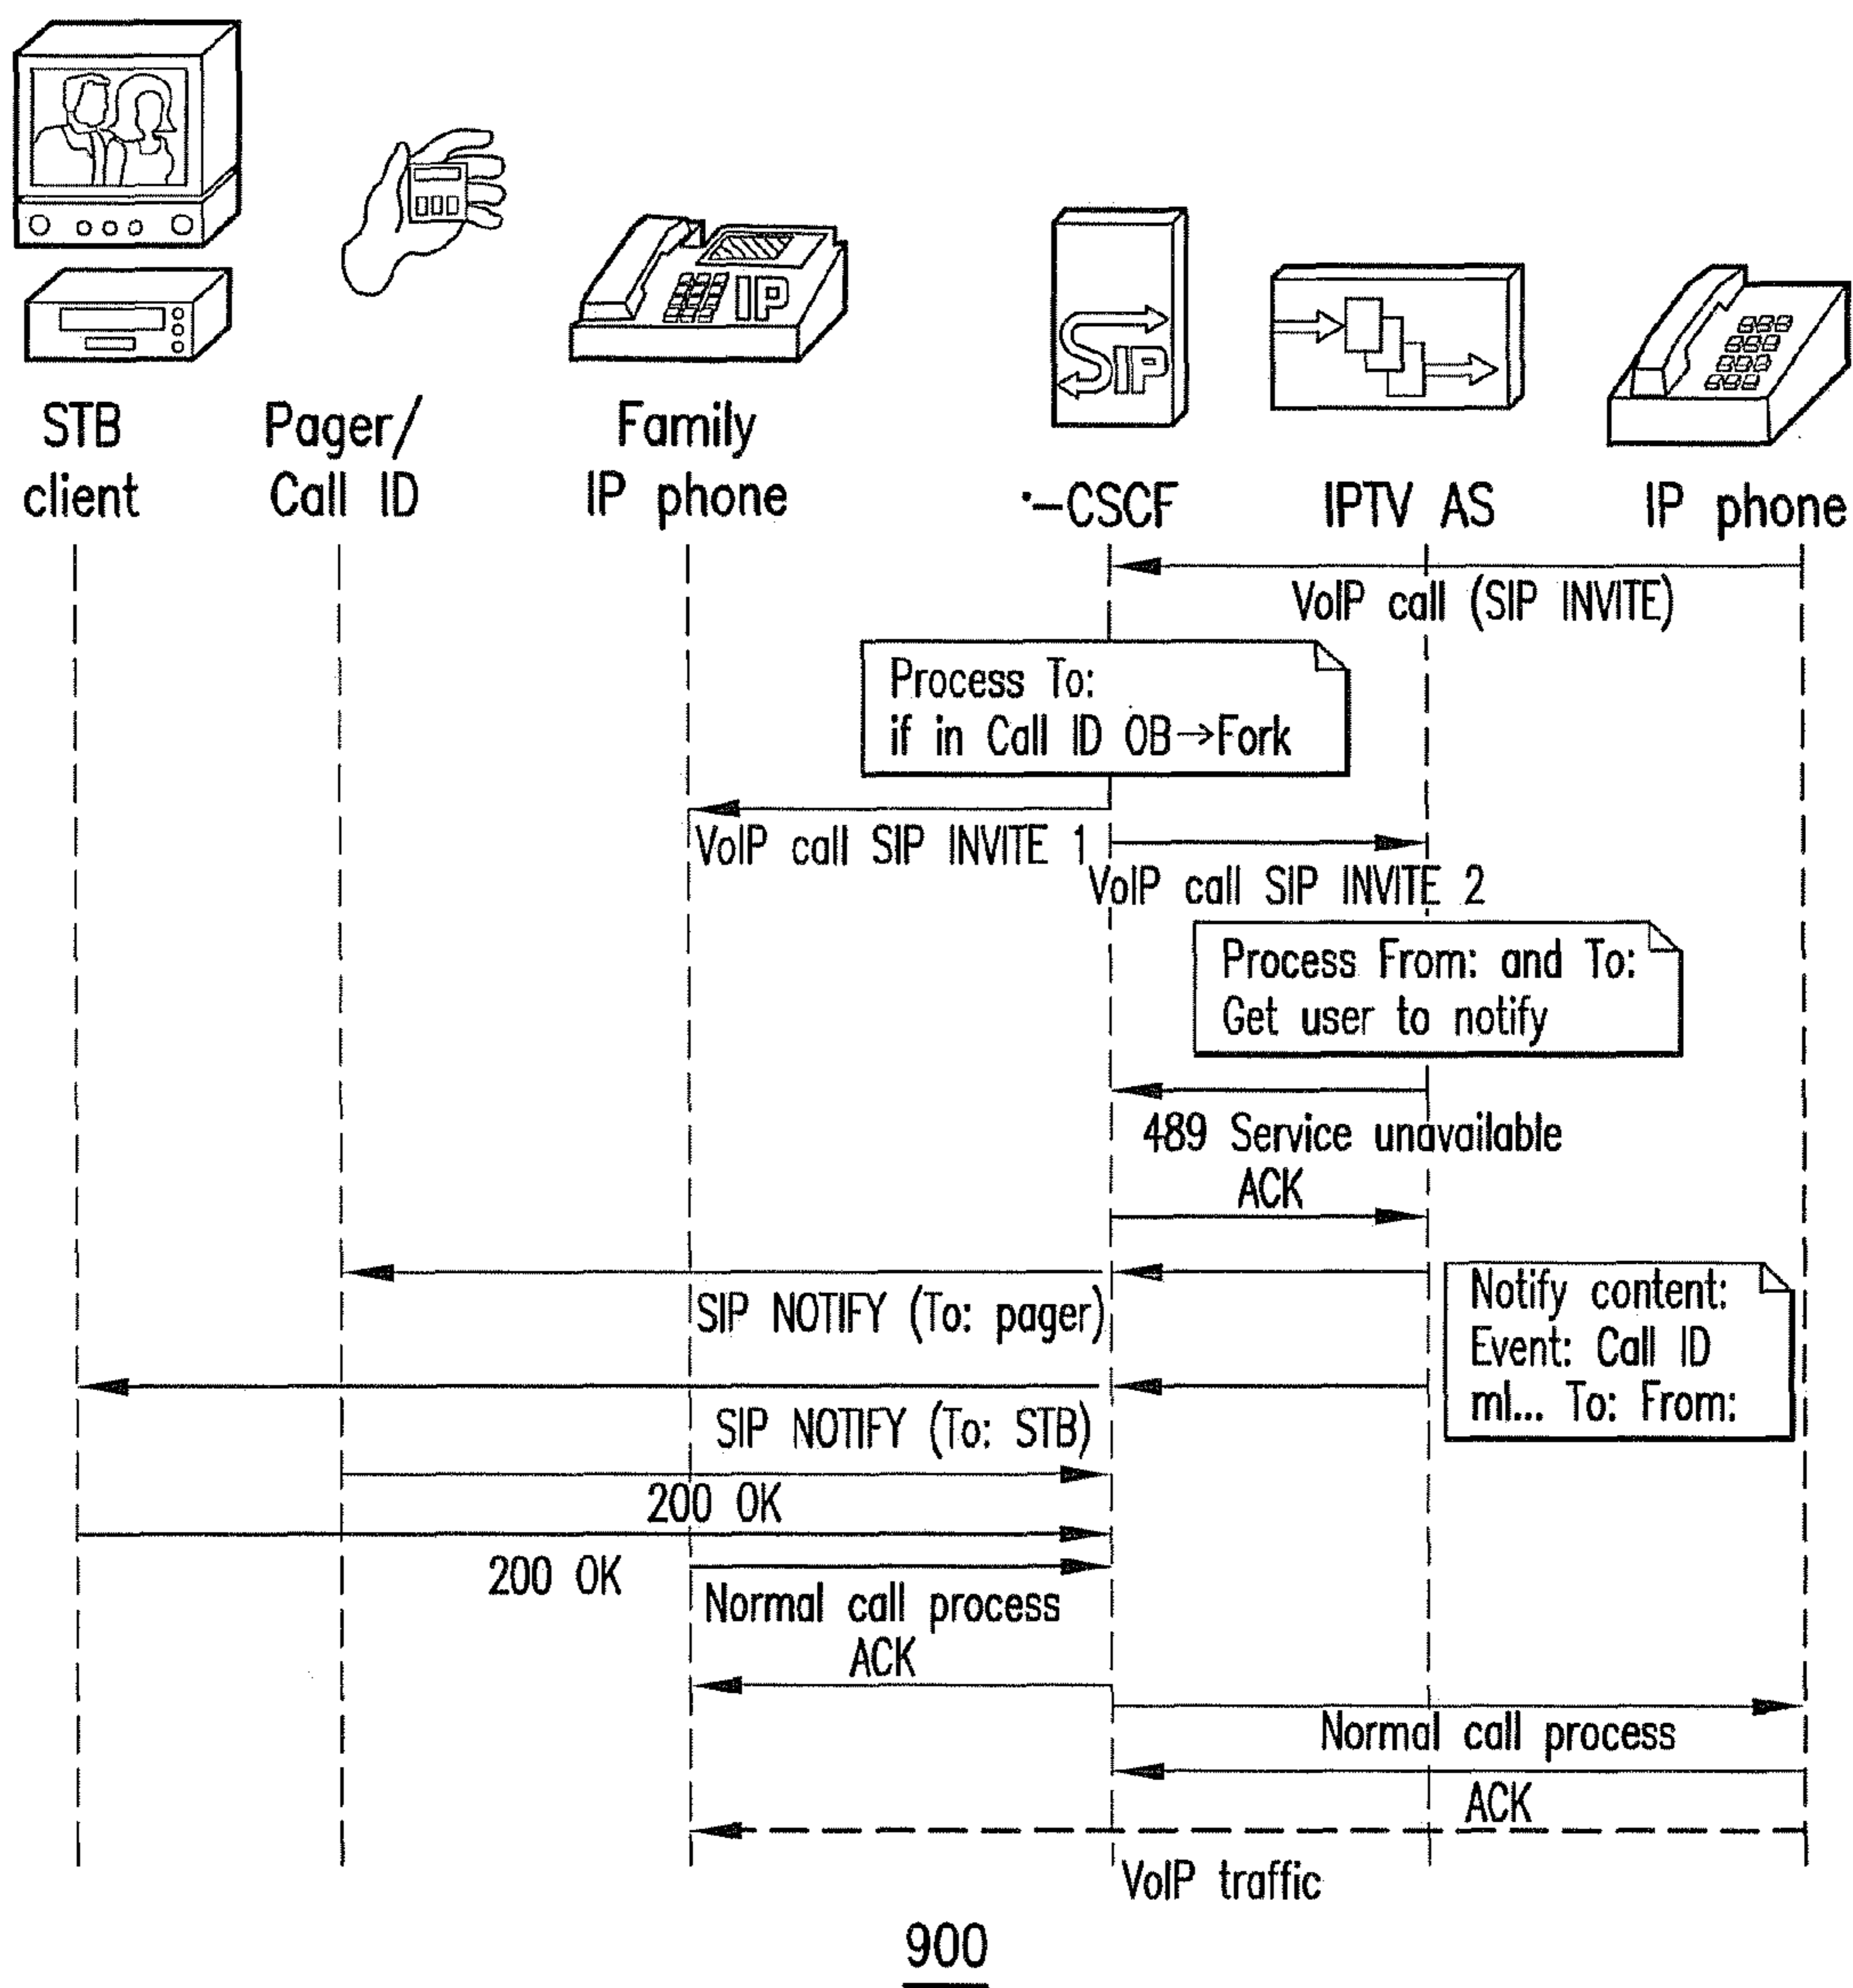 IP
SIP
STB
client
Pager/
Call ID
Family
IP phone
·–CSCF
IPTV AS
IP phone
VoIP call (SIP INVITE)
Process To:
if in Call ID OB→Fork
VoIP call SIP INVITE 1
VoIP call SIP INVITE 2
Process From: and To:
Get user to notify
489 Service unavailable
ACK
SIP NOTIFY (To: pager)
Notify content:
Event: Call ID
ml... To: From:
SIP NOTIFY (To: STB)
200 OK
200 OK
Normal call process
ACK
Normal call process
ACK
VoIP traffic
900